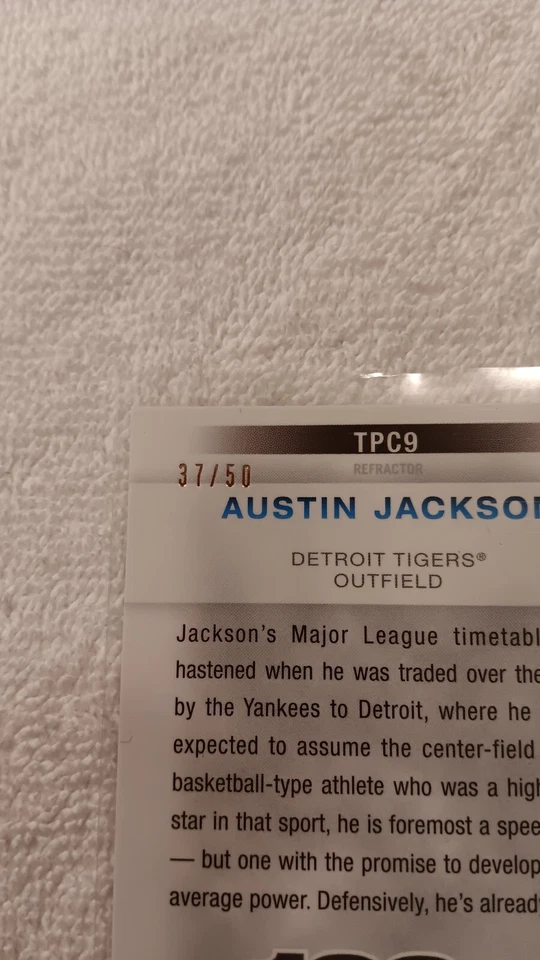 TPC9
REFRACTOR
37/50
AUSTIN JACKSON
DETROIT TIGERS®
OUTFIELD
Jackson's Major League timetabl
hastened when he was traded over the
by the Yankees to Detroit, where he
expected to assume the center-field
basketball-type athlete who was a high
star in that sport, he is foremost a spee
— but one with the promise to develop
average power. Defensively, he's already